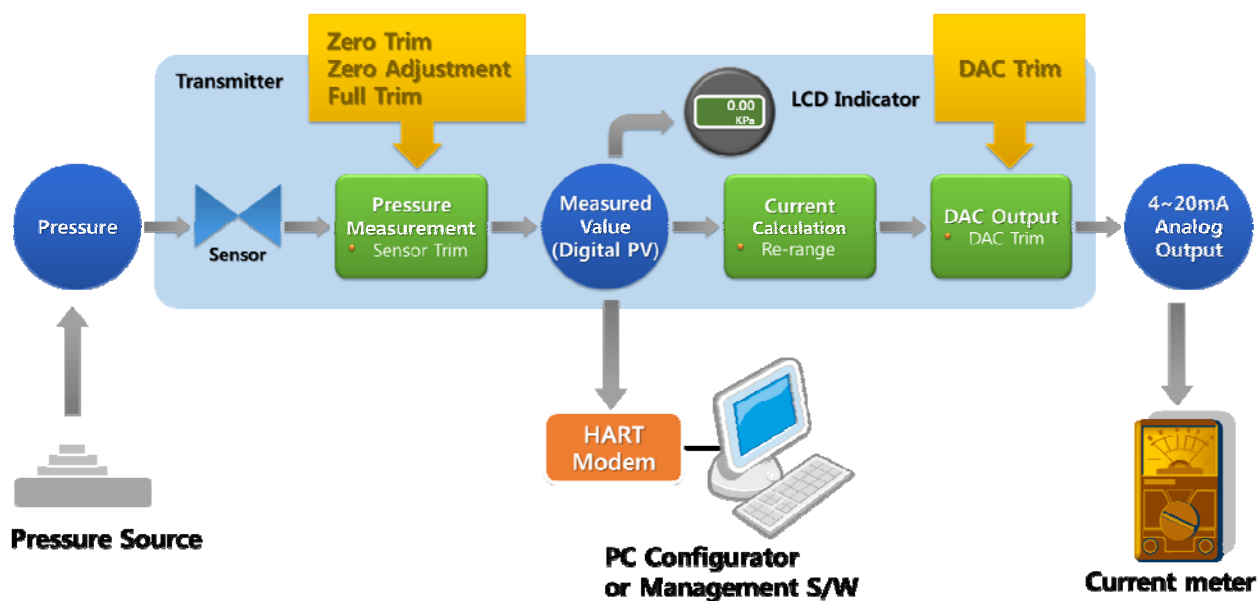 Zero Trim
Zero Adjustment
Full Trim
DAC Trim
Transmitter
0.00
KPa
LCD Indicator
Pressure
Sensor
Pressure
Measurement
• Sensor Trim
Measured
Value
(Digital PV)
Current
Calculation
• Re-range
DAC Output
• DAC Trim
4~20mA
Analog
Output
HART
Modem
Pressure Source
PC Configurator
or Management S/W
Current meter